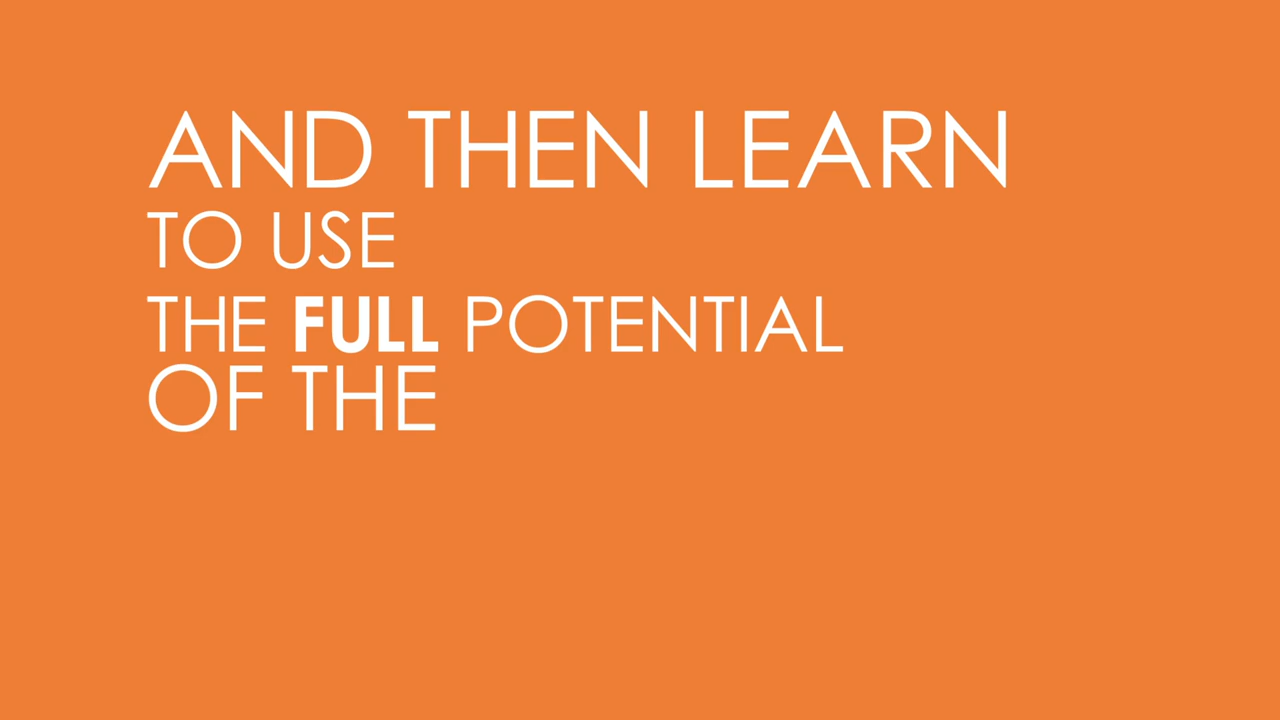 AND THEN LEARN
TO USE
THE FULL POTENTIAL
OF THE